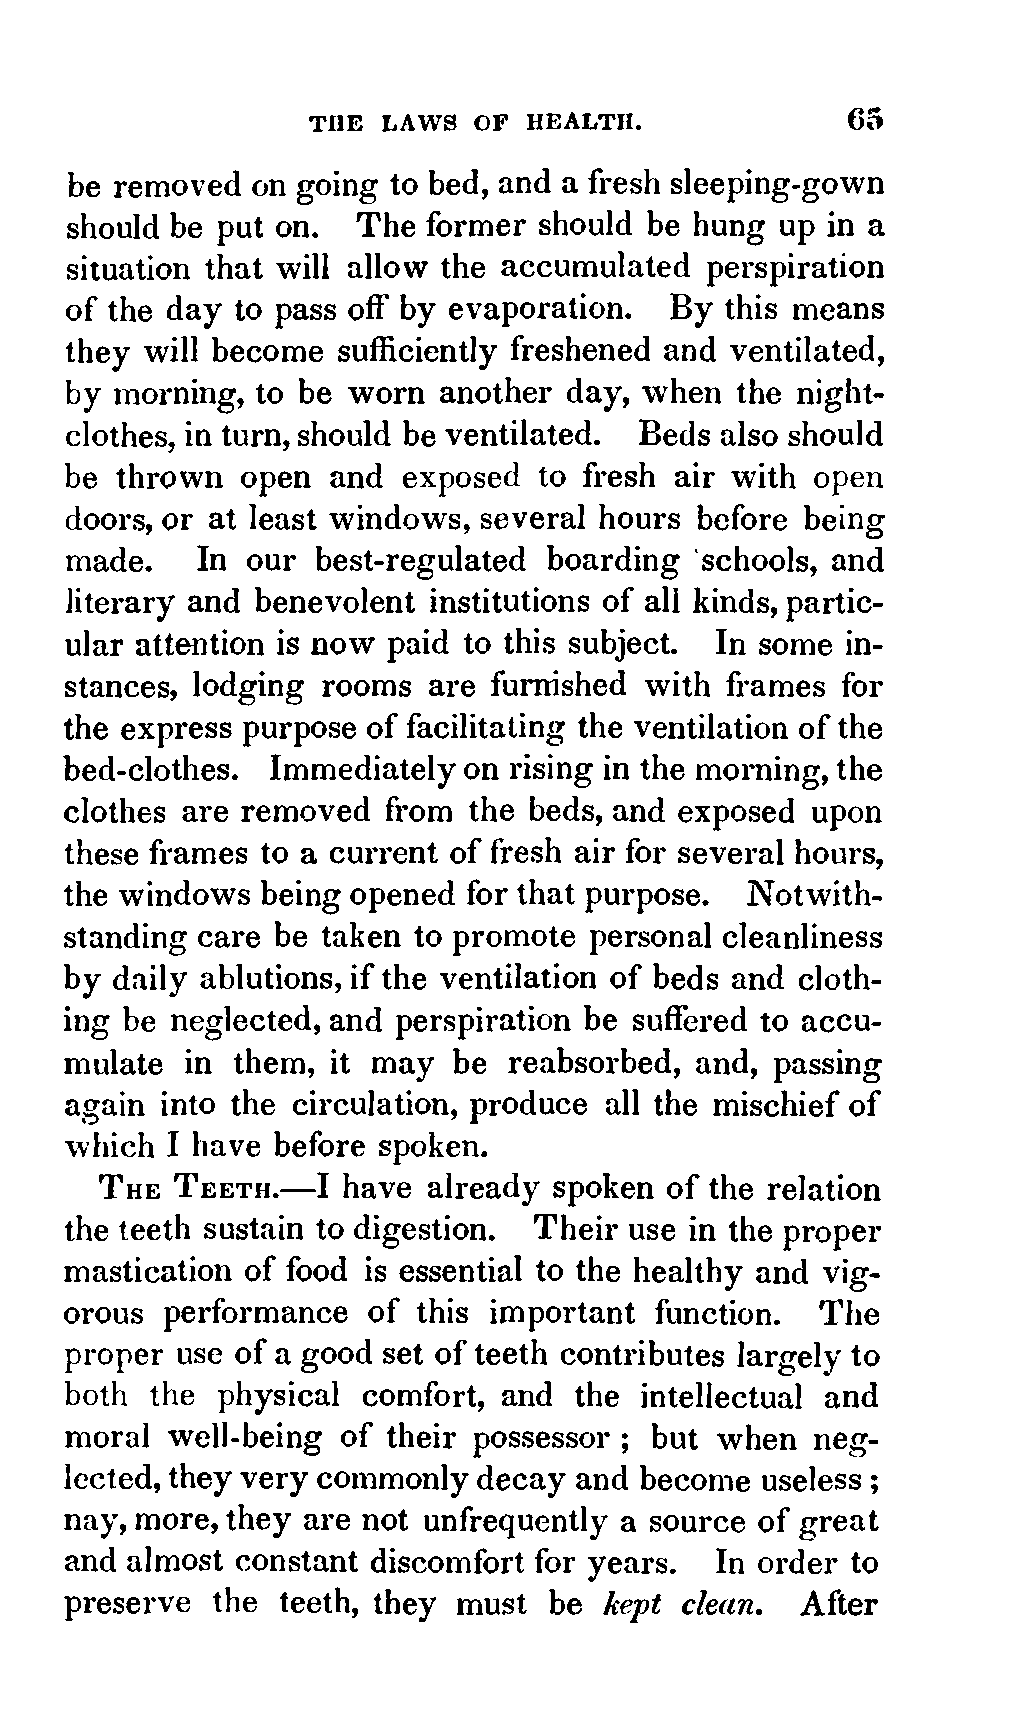 THE LAWS OF HEALTH. 65
be removed on going to bed, and a fresh sleeping-gown
should be put on. The former should be hung up in a
situation that will allow the accumulated perspiration
of the day to pass off by evaporation. By this means
they will become sufficiently freshened and ventilated,
by morning, to be worn another day, when the night-
clothes, in turn, should be ventilated. Beds also should
be thrown open and exposed to fresh air with open
doors, or at least windows, several hours before being
made. In our best-regulated boarding schools, and
literary and benevolent institutions of all kinds, partic-
ular attention is now paid to this subject. In some in-
stances, lodging rooms are furnished with frames for
the express purpose of facilitating the ventilation of the
bed-clothes. Immediately on rising in the morning, the
clothes are removed from the beds, and exposed upon
these frames to a current of fresh air for several hours,
the windows being opened for that purpose. Notwith-
standing care be taken to promote personal cleanliness
by daily ablutions, if the ventilation of beds and cloth-
ing be neglected, and perspiration be suffered to accu-
mulate in them, it may be reabsorbed, and, passing
again into the circulation, produce all the mischief of
which I have before spoken.
THE TEETH.—I have already spoken of the relation
the teeth sustain to digestion. Their use in the proper
mastication of food is essential to the healthy and vig-
orous performance of this important function. The
proper use of a good set of teeth contributes largely to
both the physical comfort, and the intellectual and
moral well-being of their possessor ; but when neg-
lected, they very commonly decay and become useless ;
nay, more, they are not unfrequently a source of great
and almost constant discomfort for years. In order to
preserve the teeth, they must be kept clean. After